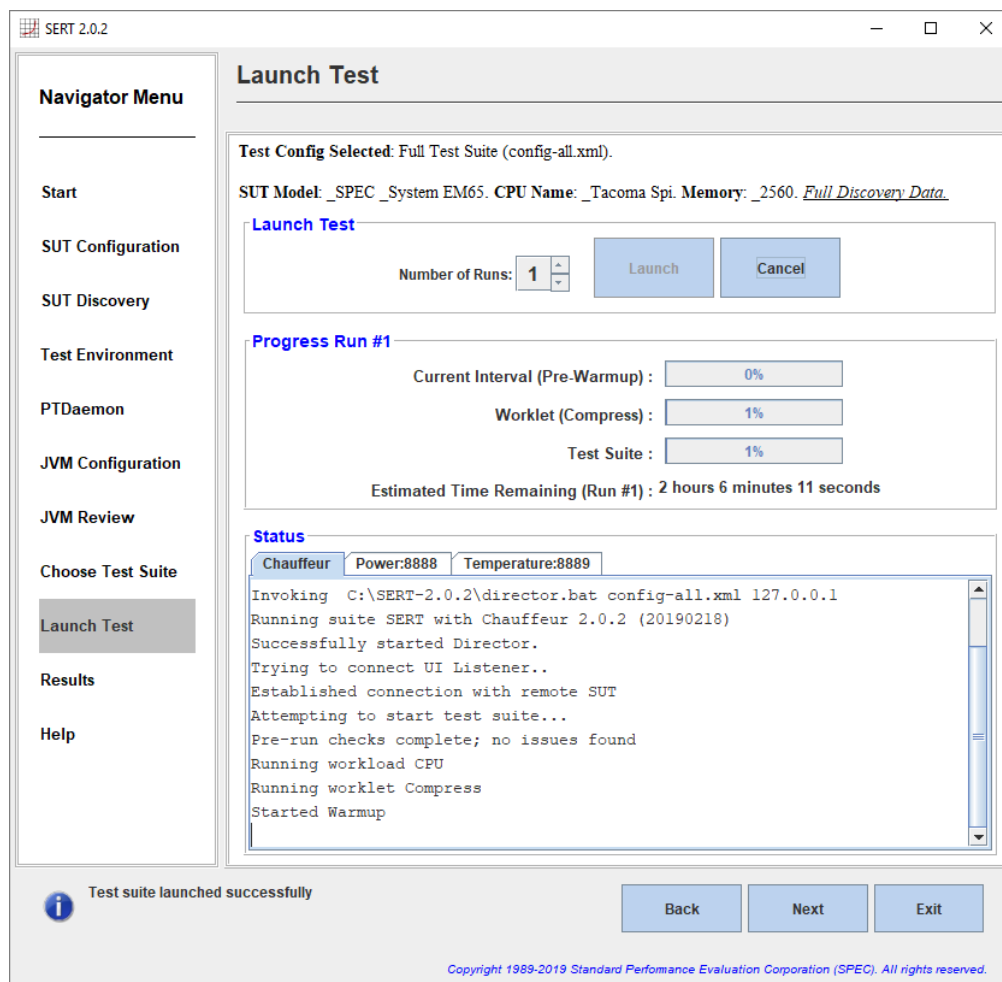 SERT 2.0.2
Navigator Menu
Start
SUT Configuration
SUT Discovery
Test Environment
PTDaemon
JVM Configuration
JVM Review
Choose Test Suite
Launch Test
Results
Help
Launch Test
Test Config Selected: Full Test Suite (config-all.xml).
SUT Model: _SPEC _System EM65. CPU Name: _Tacoma Spi. Memory: _2560. Full Discovery Data.
Launch Test
Number of Runs: 1 Launch Cancel
Progress Run #1
Current Interval (Pre-Warmup) : 0%
Worklet (Compress) : 1%
Test Suite : 1%
Estimated Time Remaining (Run #1) : 2 hours 6 minutes 11 seconds
Status
Chauffeur Power:8888 Temperature:8889
Invoking  C:\SERT-2.0.2\director.bat config-all.xml 127.0.0.1
Running suite SERT with Chauffeur 2.0.2 (20190218)
Successfully started Director.
Trying to connect UI Listener..
Established connection with remote SUT
Attempting to start test suite...
Pre-run checks complete; no issues found
Running workload CPU
Running worklet Compress
Started Warmup
Test suite launched successfully
Back Next Exit
Copyright 1989-2019 Standard Performance Evaluation Corporation (SPEC). All rights reserved.